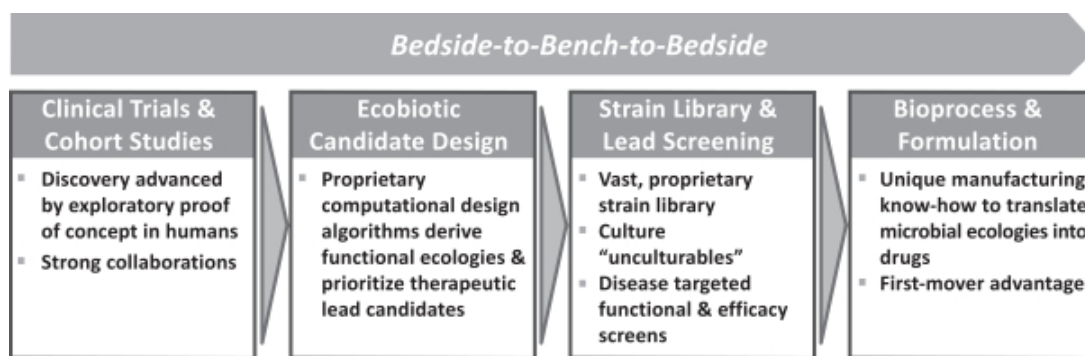 Bedside-to-Bench-to-Bedside
Clinical Trials &
Cohort Studies
▪ Discovery advanced
by exploratory proof
of concept in humans
▪ Strong collaborations
Ecobiotic
Candidate Design
▪ Proprietary
computational design
algorithms derive
functional ecologies &
prioritize therapeutic
lead candidates
Strain Library &
Lead Screening
▪ Vast, proprietary
strain library
▪ Culture
“unculturables”
▪ Disease targeted
functional & efficacy
screens
Bioprocess &
Formulation
▪ Unique manufacturing
know-how to translate
microbial ecologies into
drugs
▪ First-mover advantage